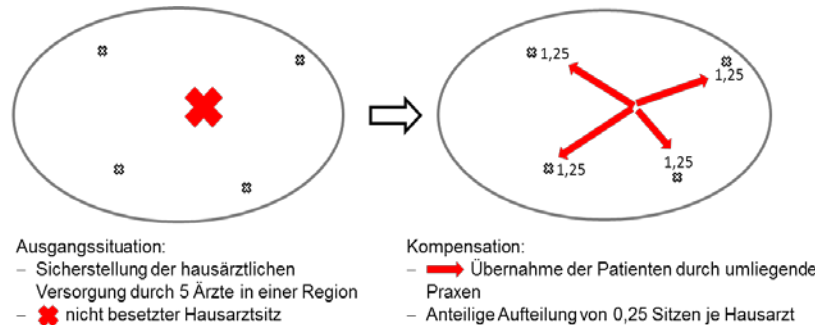 1,25
1,25
1,25
1,25
Ausgangssituation:
– Sicherstellung der hausärztlichen
Versorgung durch 5 Ärzte in einer Region
– nicht besetzter Hausarztsitz
Kompensation:
– Übernahme der Patienten durch umliegende
Praxen
– Anteilige Aufteilung von 0,25 Sitzen je Hausarzt